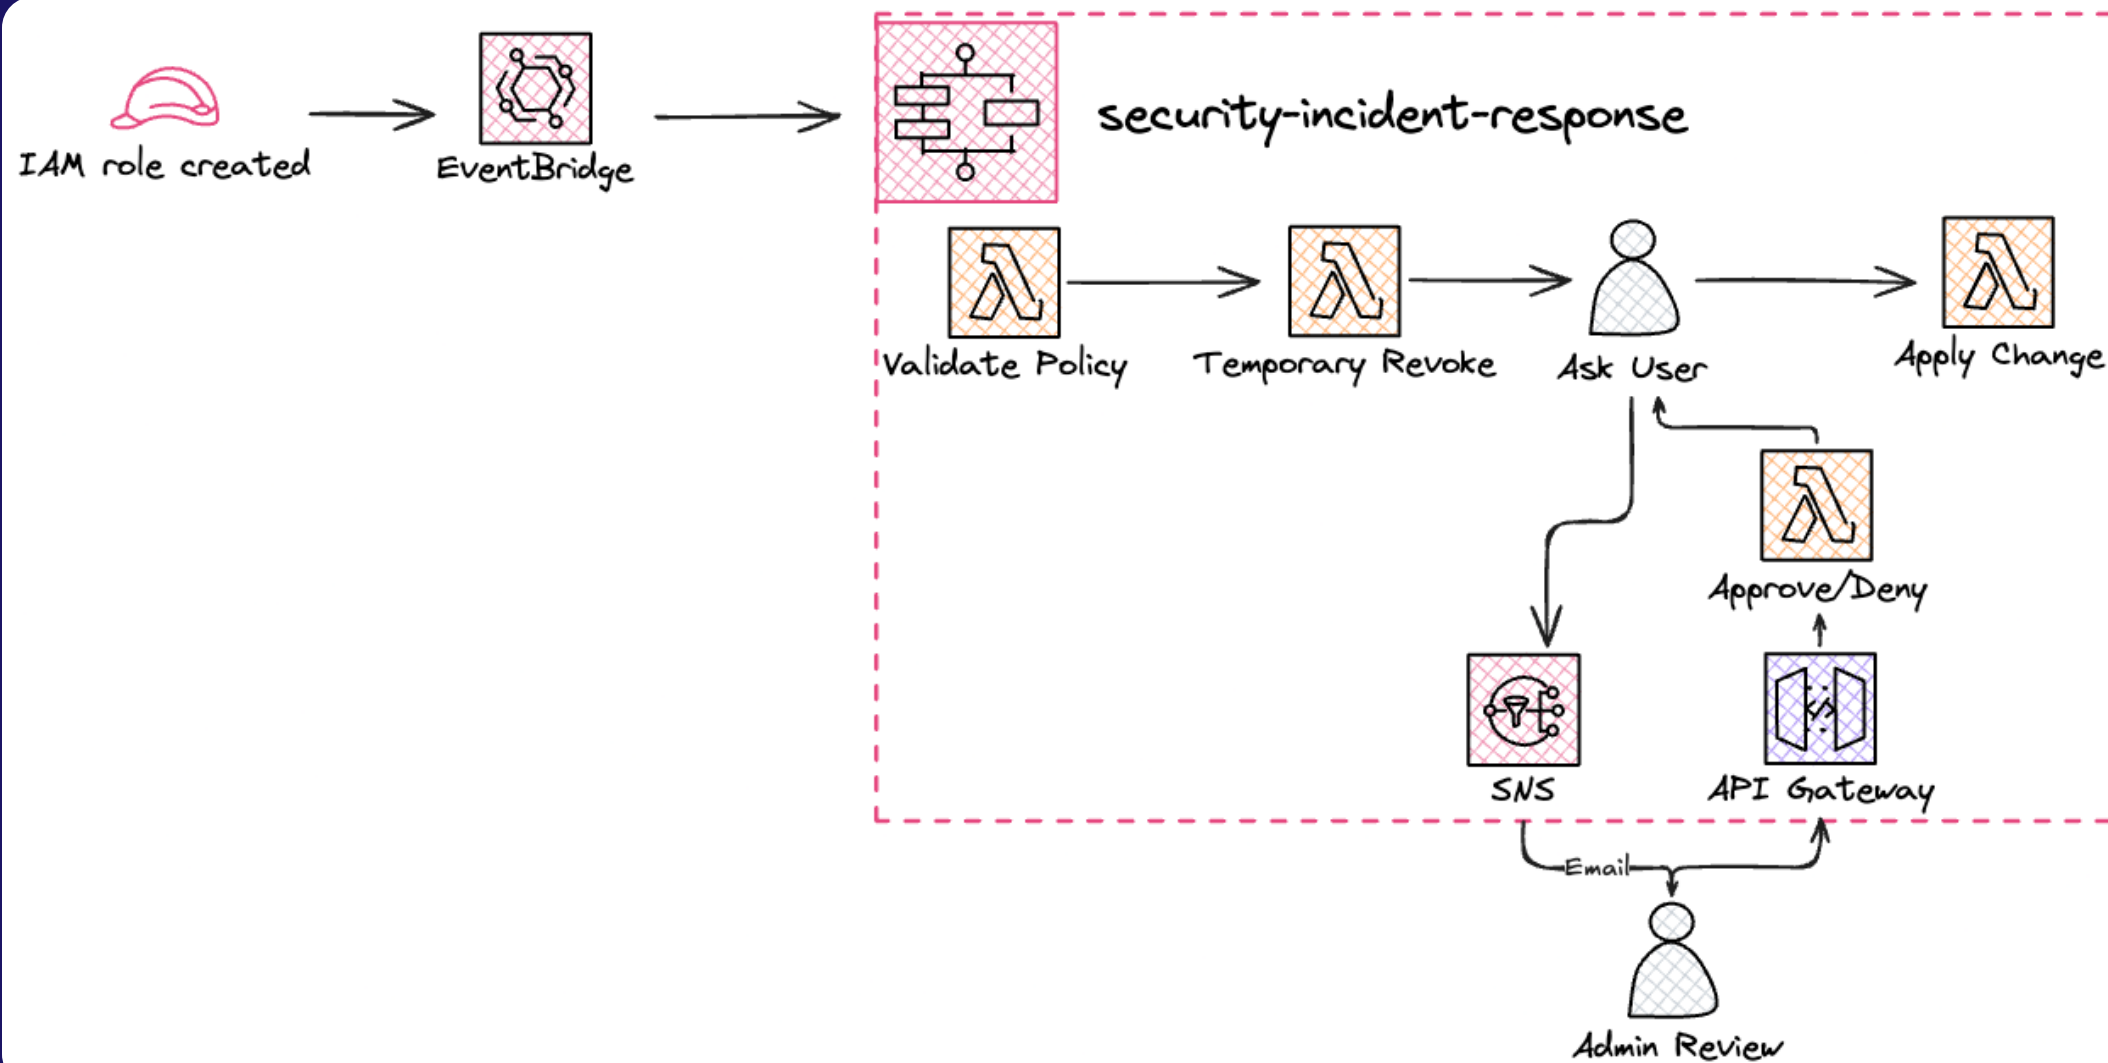 IAM role created
EventBridge
security-incident-response
Validate Policy
Temporary Revoke
Ask User
Apply Change
Approve/Deny
SNS
API Gateway
Email
Admin Review